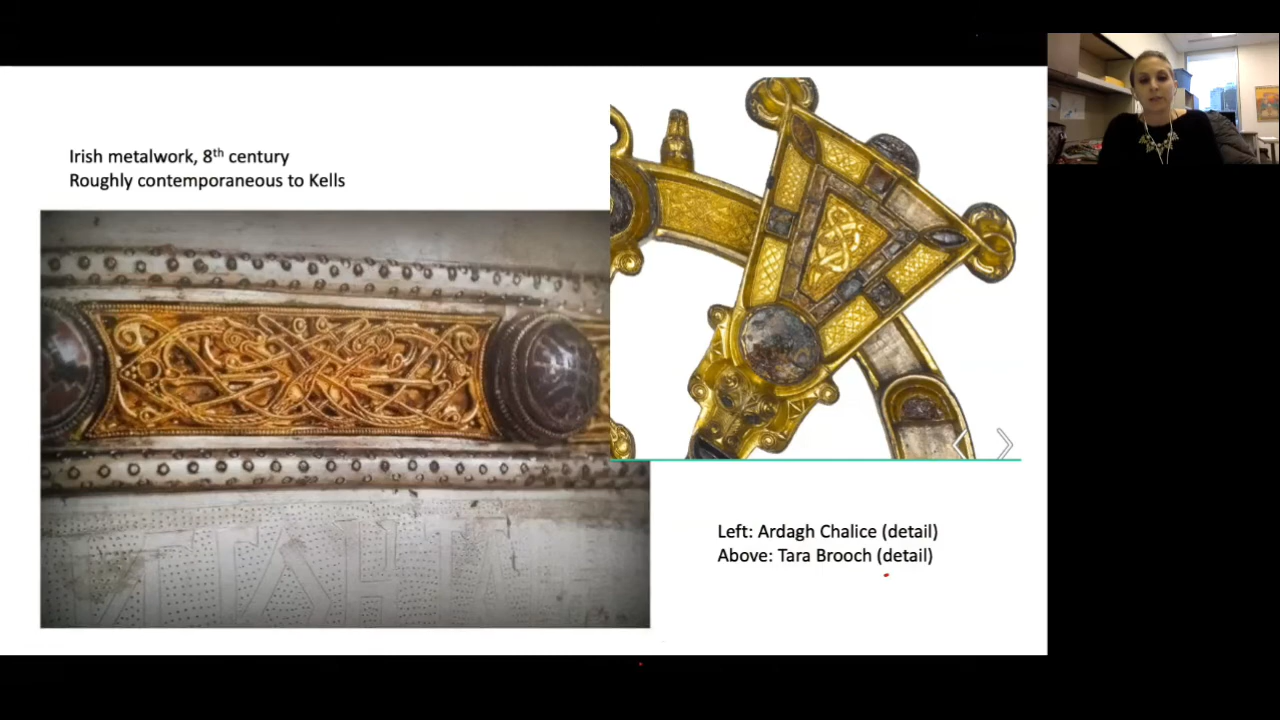 Irish metalwork, 8th century
Roughly contemporaneous to Kells
Left: Ardagh Chalice (detail)
Above: Tara Brooch (detail)